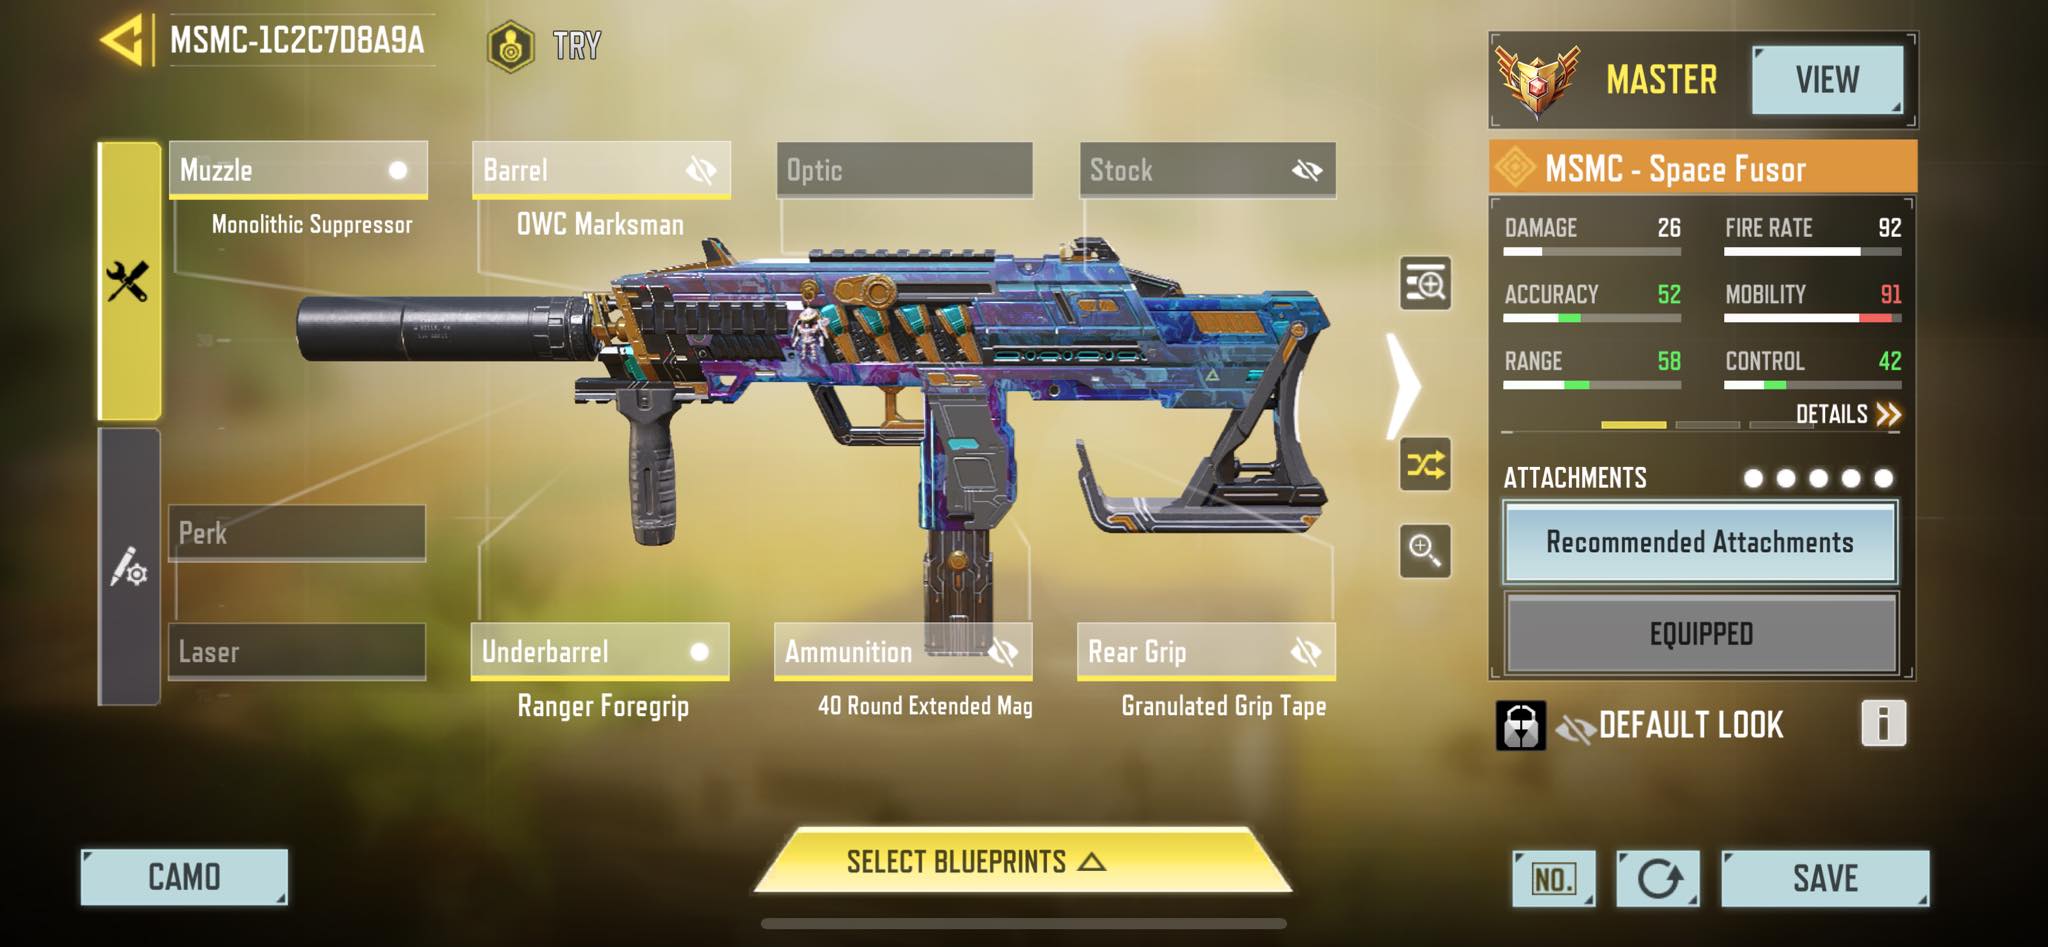 MSMC-1C2C7D8A9A
TRY
MASTER
VIEW
Muzzle
Monolithic Suppressor
Barrel
OWC Marksman
Optic
Stock
MSMC - Space Fusor
DAMAGE 26
FIRE RATE 92
ACCURACY 52
MOBILITY 91
RANGE 58
CONTROL 42
DETAILS
ATTACHMENTS
Recommended Attachments
EQUIPPED
Perk
Laser
Underbarrel
Ranger Foregrip
Ammunition
40 Round Extended Mag
Rear Grip
Granulated Grip Tape
DEFAULT LOOK
i
CAMO
SELECT BLUEPRINTS
NO.
SAVE